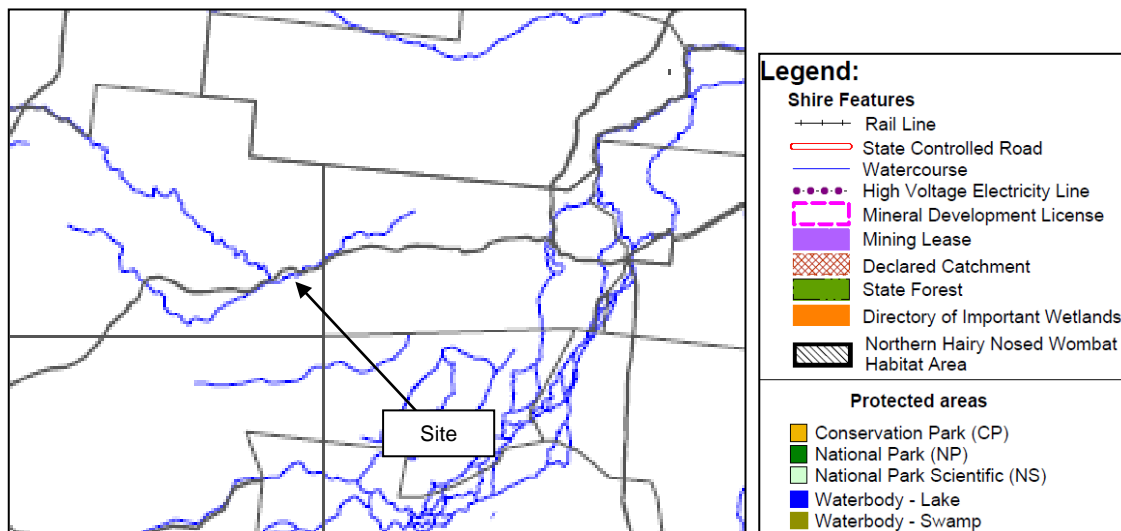 Site
Legend:
Shire Features
Rail Line
State Controlled Road
Watercourse
High Voltage Electricity Line
Mineral Development License
Mining Lease
Declared Catchment
State Forest
Directory of Important Wetlands
Northern Hairy Nosed Wombat
Habitat Area
Protected areas
Conservation Park (CP)
National Park (NP)
National Park Scientific (NS)
Waterbody - Lake
Waterbody - Swamp